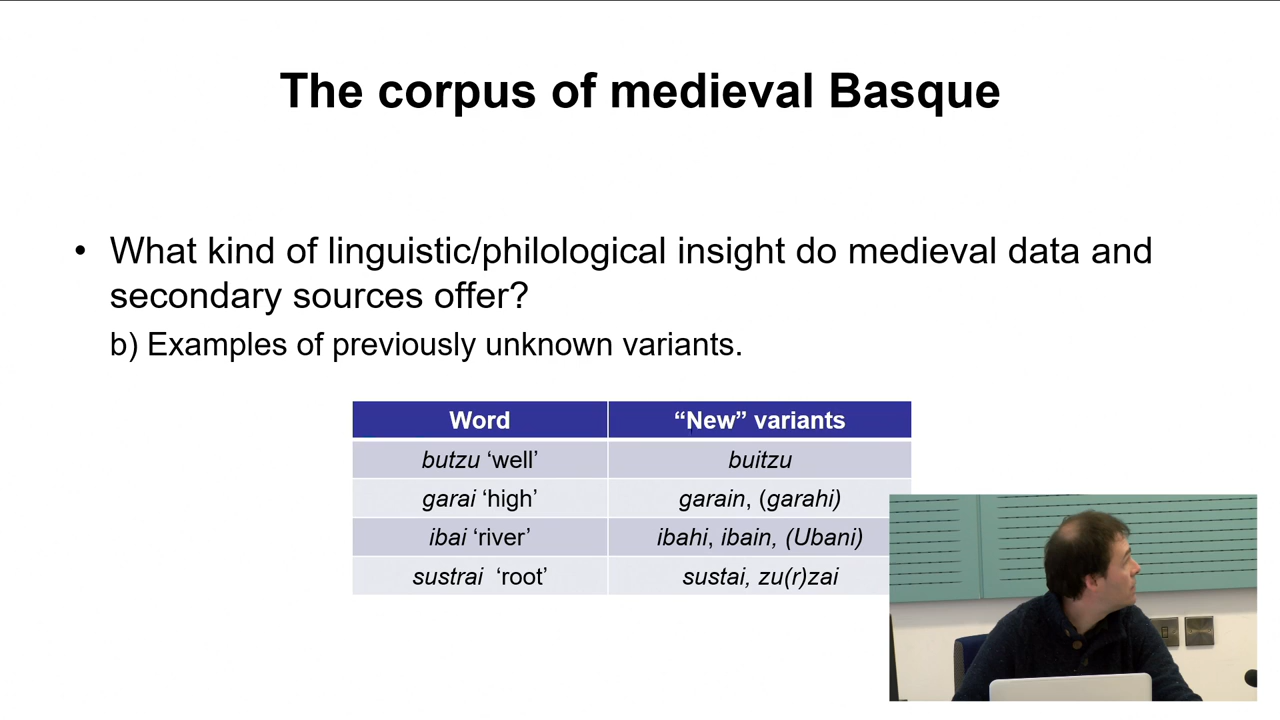 The corpus of medieval Basque
• What kind of linguistic/philological insight do medieval data and
secondary sources offer?
b) Examples of previously unknown variants.
Word “New” variants
butzu ‘well’ buitzu
garai ‘high’ garain, (garahi)
ibai ‘river’ ibahi, ibain, (Ubani)
sustrai ‘root’ sustai, zu(r)zai